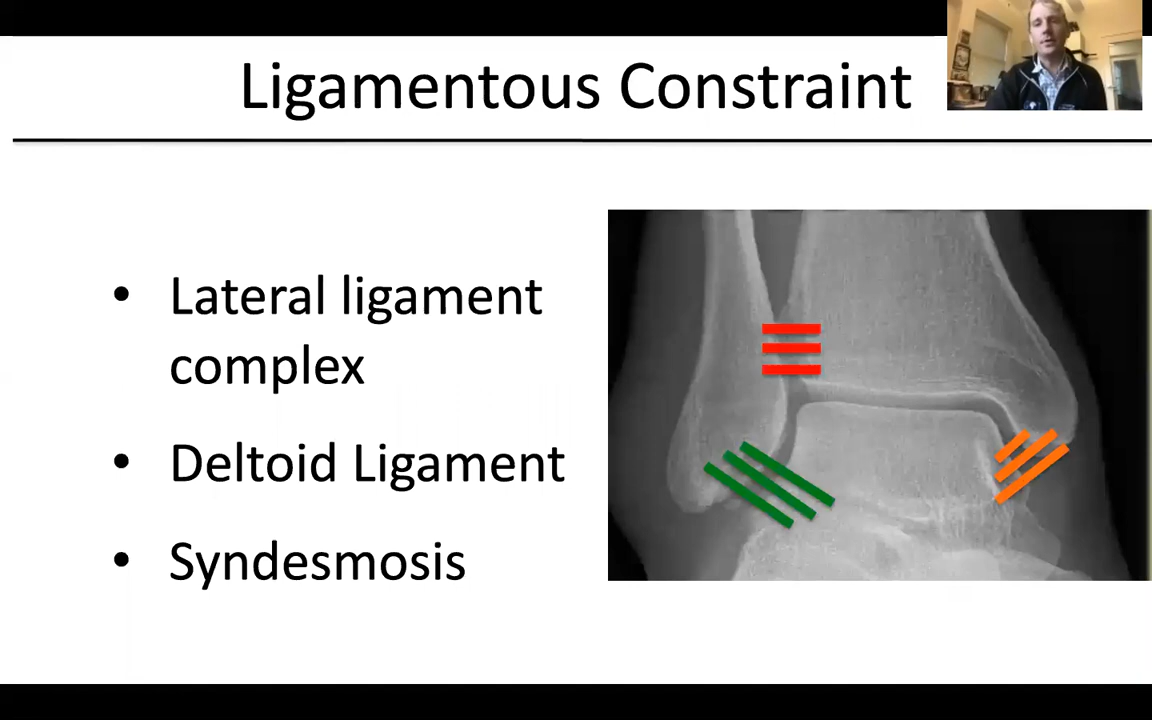 Ligamentous Constraint
• Lateral ligament
complex
• Deltoid Ligament
• Syndesmosis